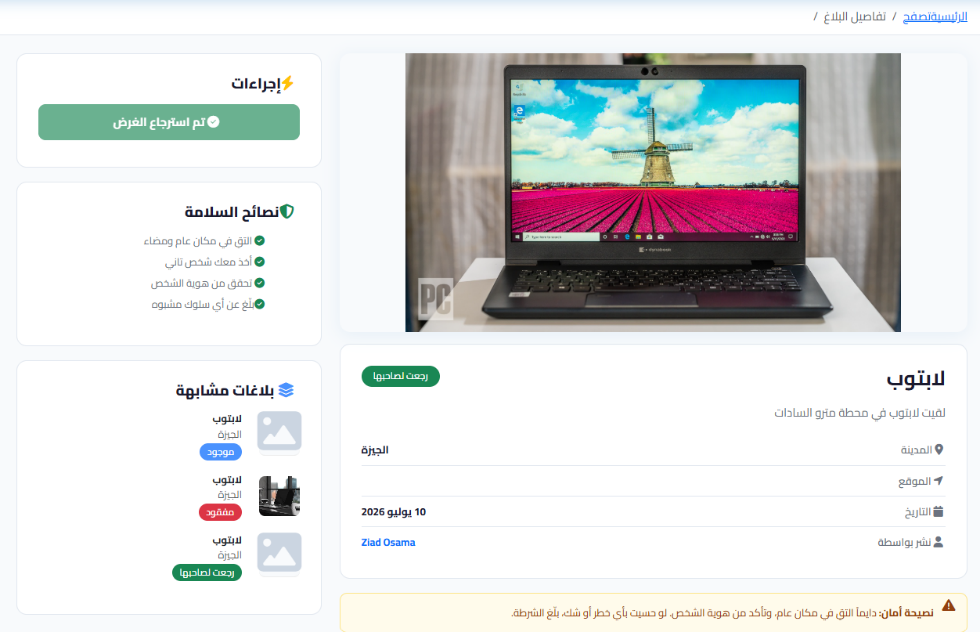 الرئيسيةتصفح / تفاصيل البلاغ /
PC
لابتوب
رجعت لصاحبها
لقيت لابتوب في محطة مترو السادات
المدينة
الجيزة
الموقع
التاريخ
10 يوليو 2026
نشر بواسطة
Ziad Osama
نصيحة أمان: دايماً التق في مكان عام، وتأكد من هوية الشخص. لو حسيت بأي خطر أو شك، بلّغ الشرطة.
إجراءات
تم استرجاع الغرض
نصائح السلامة
التق في مكان عام ومضاء
أخذ معك شخص تاني
تحقق من هوية الشخص
بلّغ عن أي سلوك مشبوه
بلاغات مشابهة
لابتوب
الجيزة
موجود
لابتوب
الجيزة
مفقود
لابتوب
الجيزة
رجعت لصاحبها